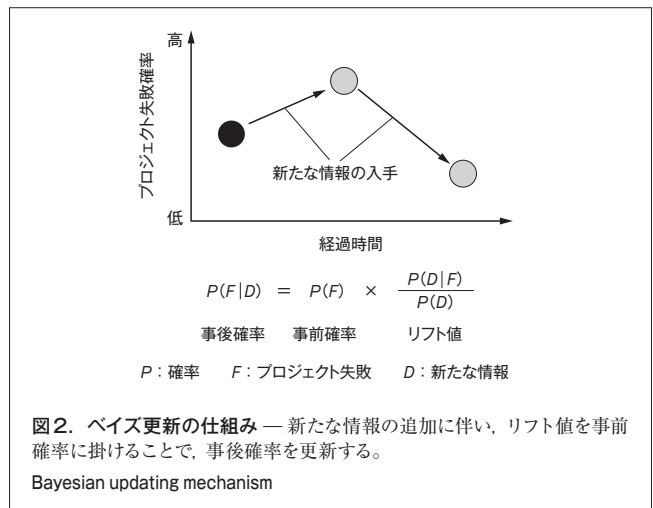 高
プロジェクト失敗確率
新たな情報の入手
低
経過時間
P(F|D) = P(F) × P(D|F)
P(D)
事後確率 事前確率 リフト値
P：確率 F：プロジェクト失敗 D：新たな情報
図2．ベイズ更新の仕組み — 新たな情報の追加に伴い，リフト値を事前
確率に掛けることで，事後確率を更新する。
Bayesian updating mechanism